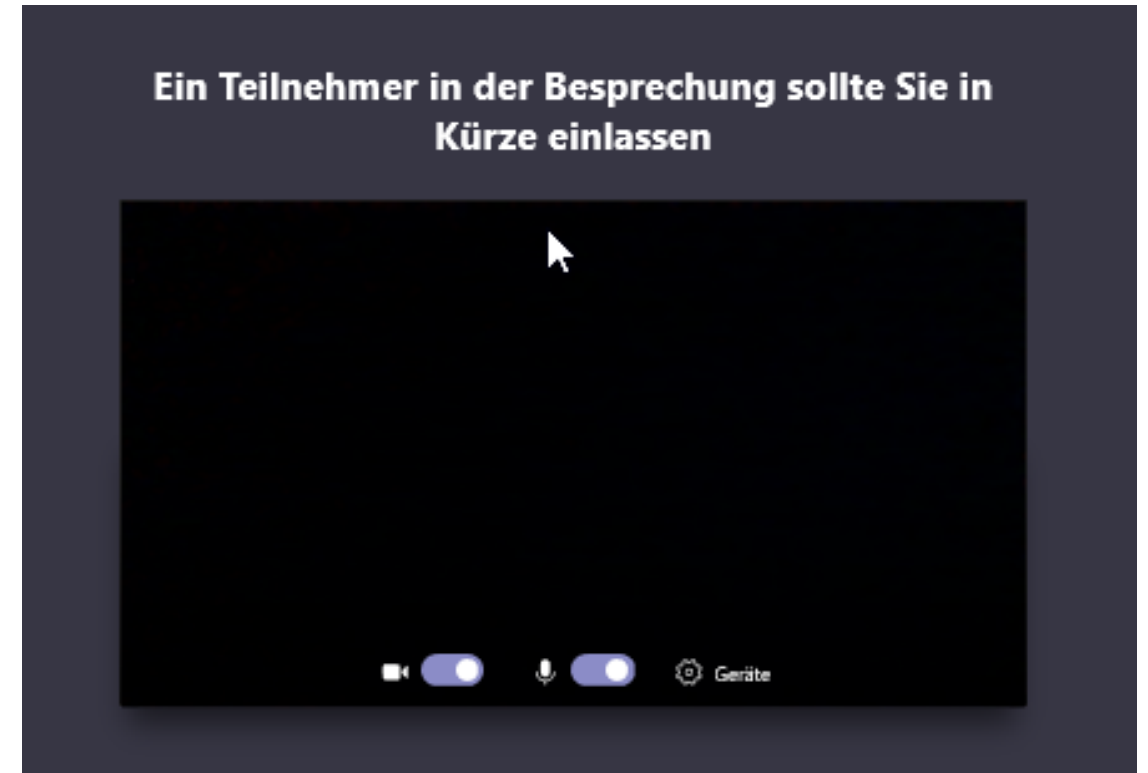 Ein Teilnehmer in der Besprechung sollte Sie in
Kürze einlassen
Geräte